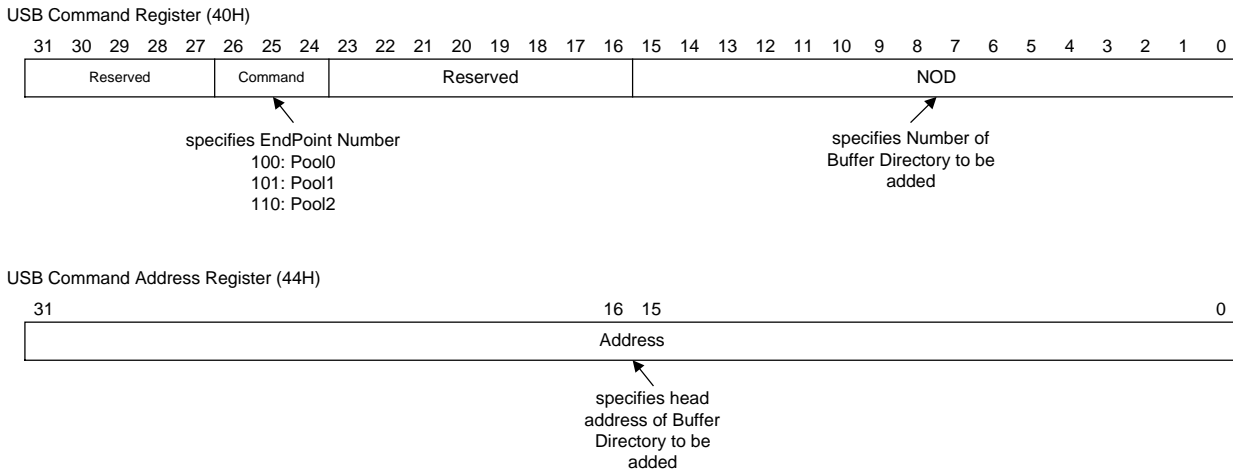 USB Command Register (40H)
31 30 29 28 27 26 25 24 23 22 21 20 19 18 17 16 15 14 13 12 11 10 9 8 7 6 5 4 3 2 1 0
Reserved Command Reserved NOD
specifies EndPoint Number
100: Pool0
101: Pool1
110: Pool2
specifies Number of
Buffer Directory to be
added
USB Command Address Register (44H)
31 16 15 0
Address
specifies head
address of Buffer
Directory to be
added